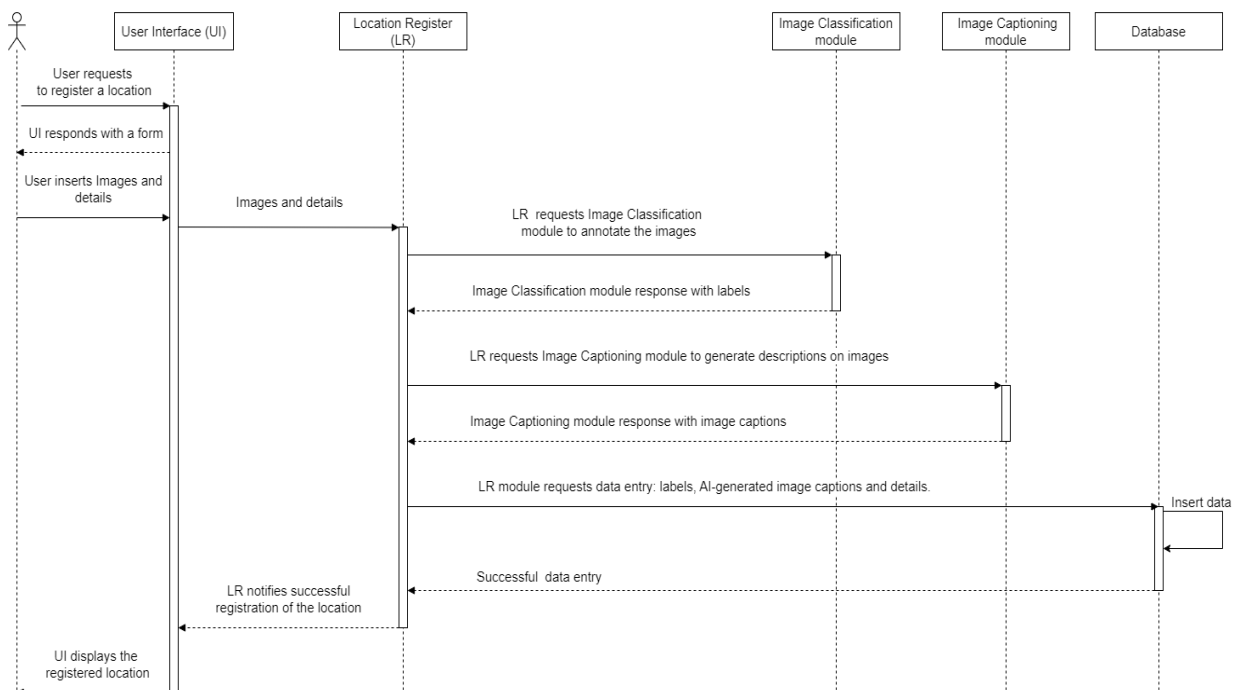 User Interface (UI)
Location Register
(LR)
Image Classification
module
Image Captioning
module
Database
User requests
to register a location
UI responds with a form
User inserts Images and
details
Images and details
LR requests Image Classification
module to annotate the images
Image Classification module response with labels
LR requests Image Captioning module to generate descriptions on images
Image Captioning module response with image captions
LR module requests data entry: labels, AI-generated image captions and details.
Insert data
Successful data entry
LR notifies successful
registration of the location
UI displays the
registered location